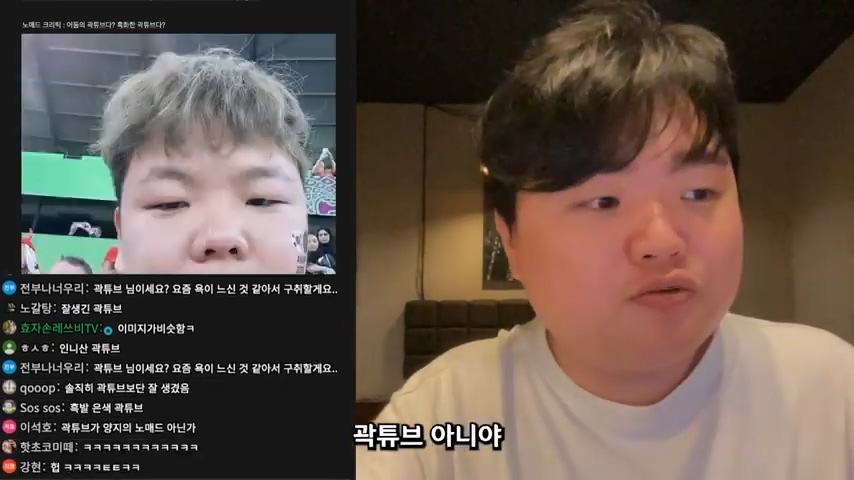 노매드 크리틱 : 어둠의 곽튜브다? 흑화한 곽튜브다?
전부나너우리: 곽튜브 님이세요? 요즘 욕이 느신 것 같아서 구취할게요..
노갈탕: 잘생긴 곽튜브
효자손레쓰비TV: 이미지가비슷함ㅋ
ㅎㅅㅎ: 인니산 곽튜브
전부나너우리: 곽튜브 님이세요? 요즘 욕이 느신 것 같아서 구취할게요..
qooop: 솔직히 곽튜브보단 잘 생겼음
Sos sos: 흑발 은색 곽튜브
이석호: 곽튜브가 양지의 노매드 아닌가
핫초코미떼: ㅋㅋㅋㅋㅋㅋㅋㅋㅋㅋㅋㅋ
강현: 헙 ㅋㅋㅋㅋㅌㅌㅋㅋ
곽튜브 아니야